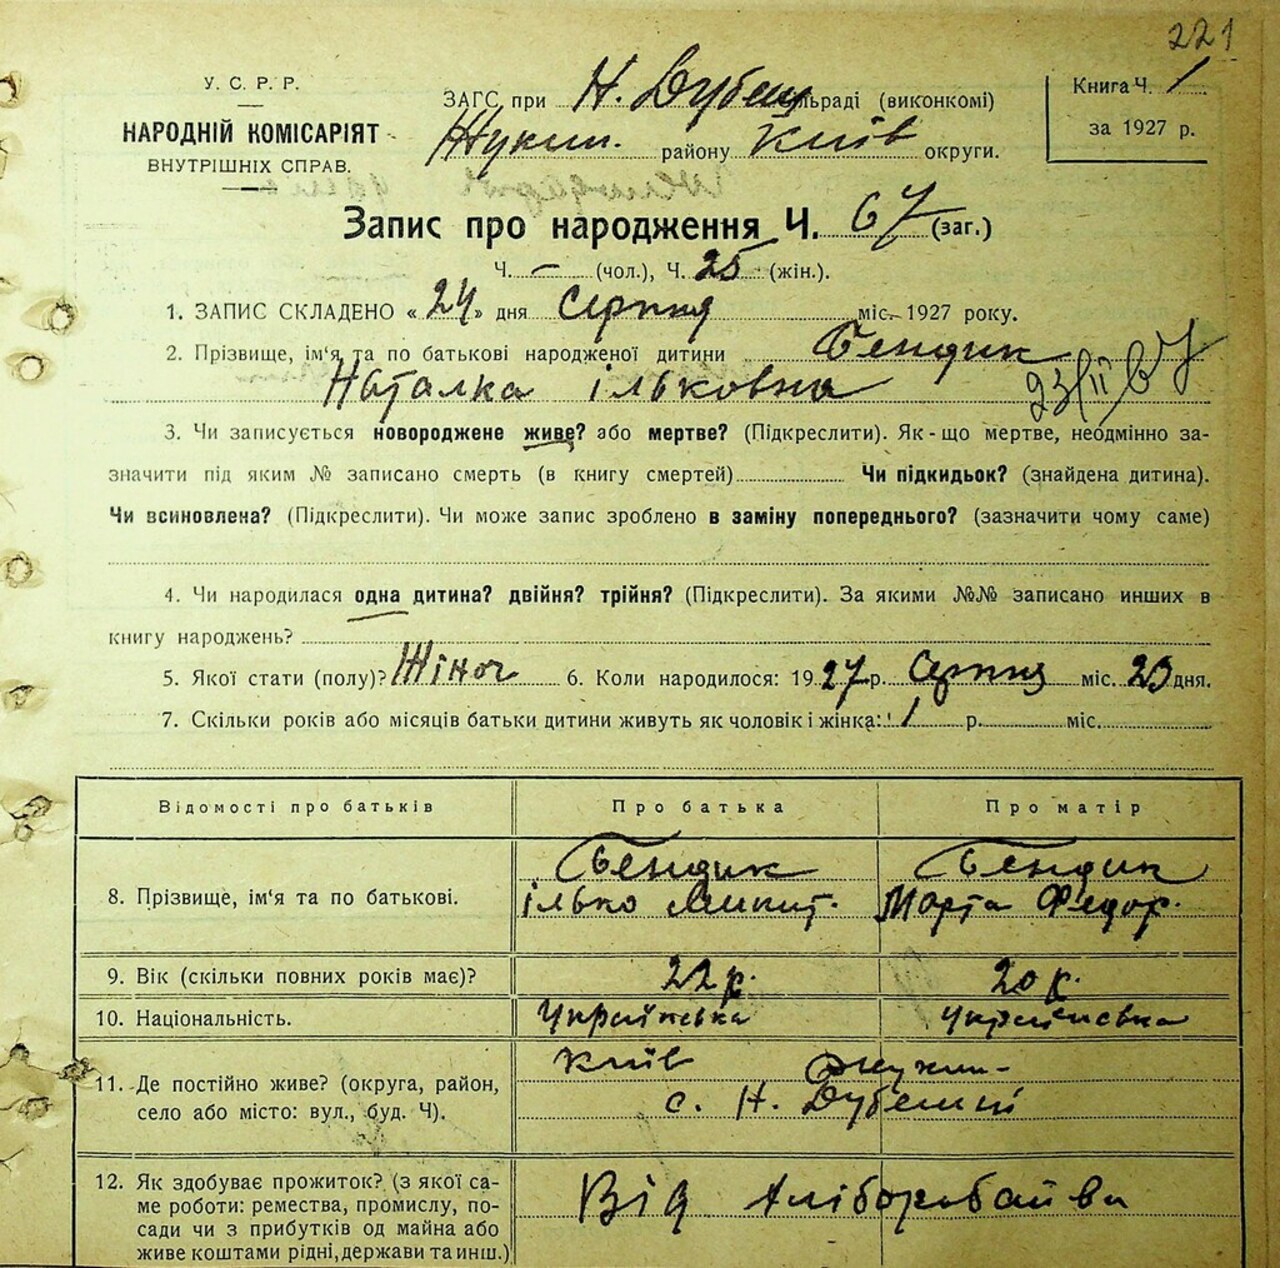 221
У. С. Р. Р.
НАРОДНІЙ КОМІСАРІЯТ
ВНУТРІШНІХ СПРАВ.
ЗАГС при Н. Дубеш льраді (виконкомі)
Жукин. району Київ округи.
Книга Ч. 1
за 1927 р.
Запис про народження Ч. 67 (заг.)
Ч. — (чол.), Ч. 25 (жін.).
1. ЗАПИС СКЛАДЕНО « 24 » дня Серпня міс. 1927 року.
2. Прізвище, ім'я та по батькові народженої дитини Бендик
Наталка ільковна 23/II 67
3. Чи записується новороджене живе? або мертве? (Підкреслити). Як-що мертве, неодмінно за-
значити під яким № записано смерть (в книгу смертей) Чи підкидьок? (знайдена дитина).
Чи всиновлена? (Підкреслити). Чи може запис зроблено в заміну попереднього? (зазначити чому саме)
4. Чи народилася одна дитина? двійня? трійня? (Підкреслити). За якими №№ записано инших в
книгу народжень?
5. Якої стати (полу)? Жіноч 6. Коли народилося: 1927 р. Серпня міс. 23 дня.
7. Скільки років або місяців батьки дитини живуть як чоловік і жінка: 1 р. міс.
Відомості про батьків Про батька Про матір
8. Прізвище, ім'я та по батькові. Бендик Бендик
ілько Микит. Марта Федор.
9. Вік (скільки повних років має)? 22 р. 20 р.
10. Національність. Українська українська
11. Де постійно живе? (округа, район, Київ Жукин-
село або місто: вул., буд. Ч). с. Н. Дубешні
12. Як здобуває прожиток? (з якої са-
ме роботи: ремества, промислу, по- Від
сади чи з прибутків од майна або
живе коштами рідні, держави та инш.)